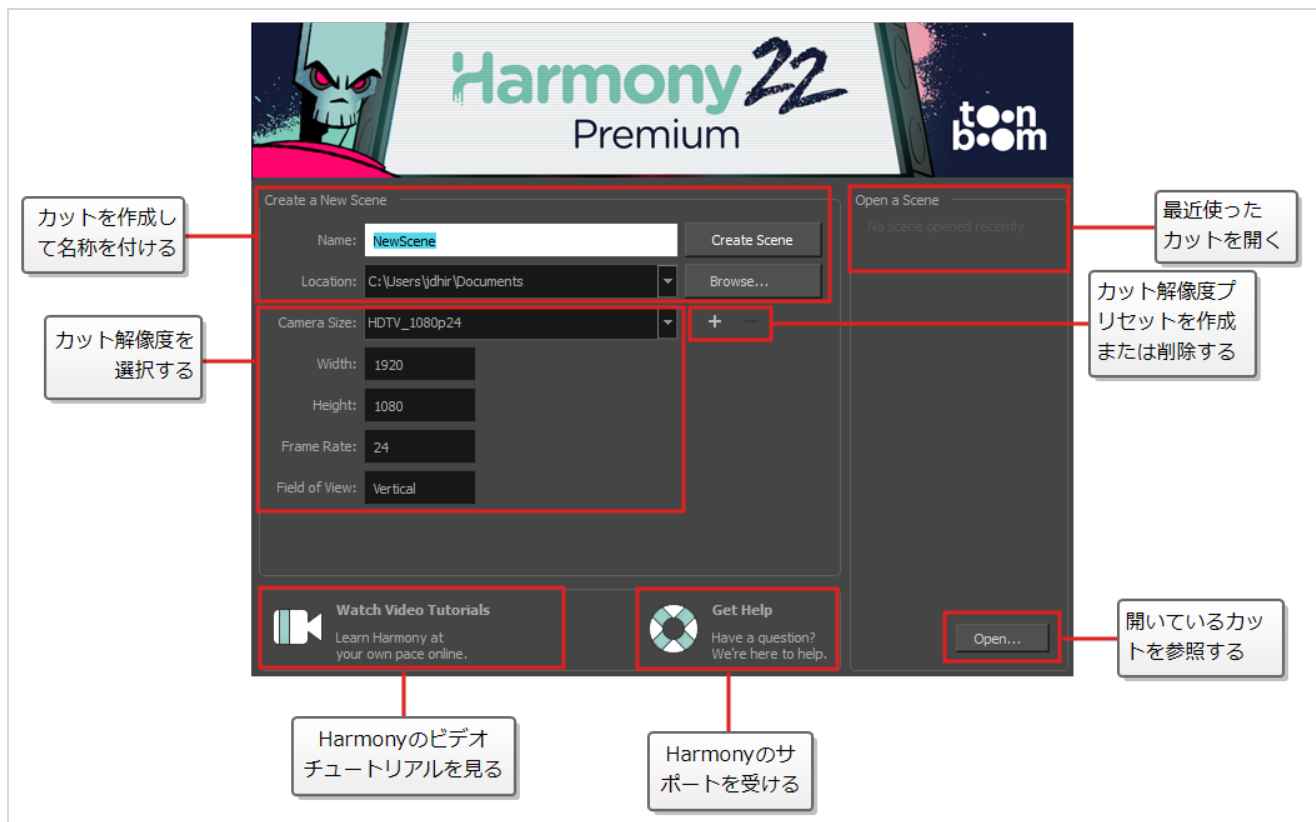 Harmony 22
Premium
toon
boom
カットを作成し
て名称を付ける
Create a New Scene
Name:
NewScene
Create Scene
Location:
C:\Users\jdhir\Documents
Browse...
Open a Scene
No scene opened recently
最近使った
カットを開く
カット解像度を
選択する
Camera Size:
HDTV_1080p24
+ −
カット解像度プ
リセットを作成
または削除する
Width:
1920
Height:
1080
Frame Rate:
24
Field of View:
Vertical
Watch Video Tutorials
Learn Harmony at
your own pace online.
Get Help
Have a question?
We're here to help.
Open...
開いているカッ
トを参照する
Harmonyのビデオ
チュートリアルを見る
Harmonyのサ
ポートを受ける